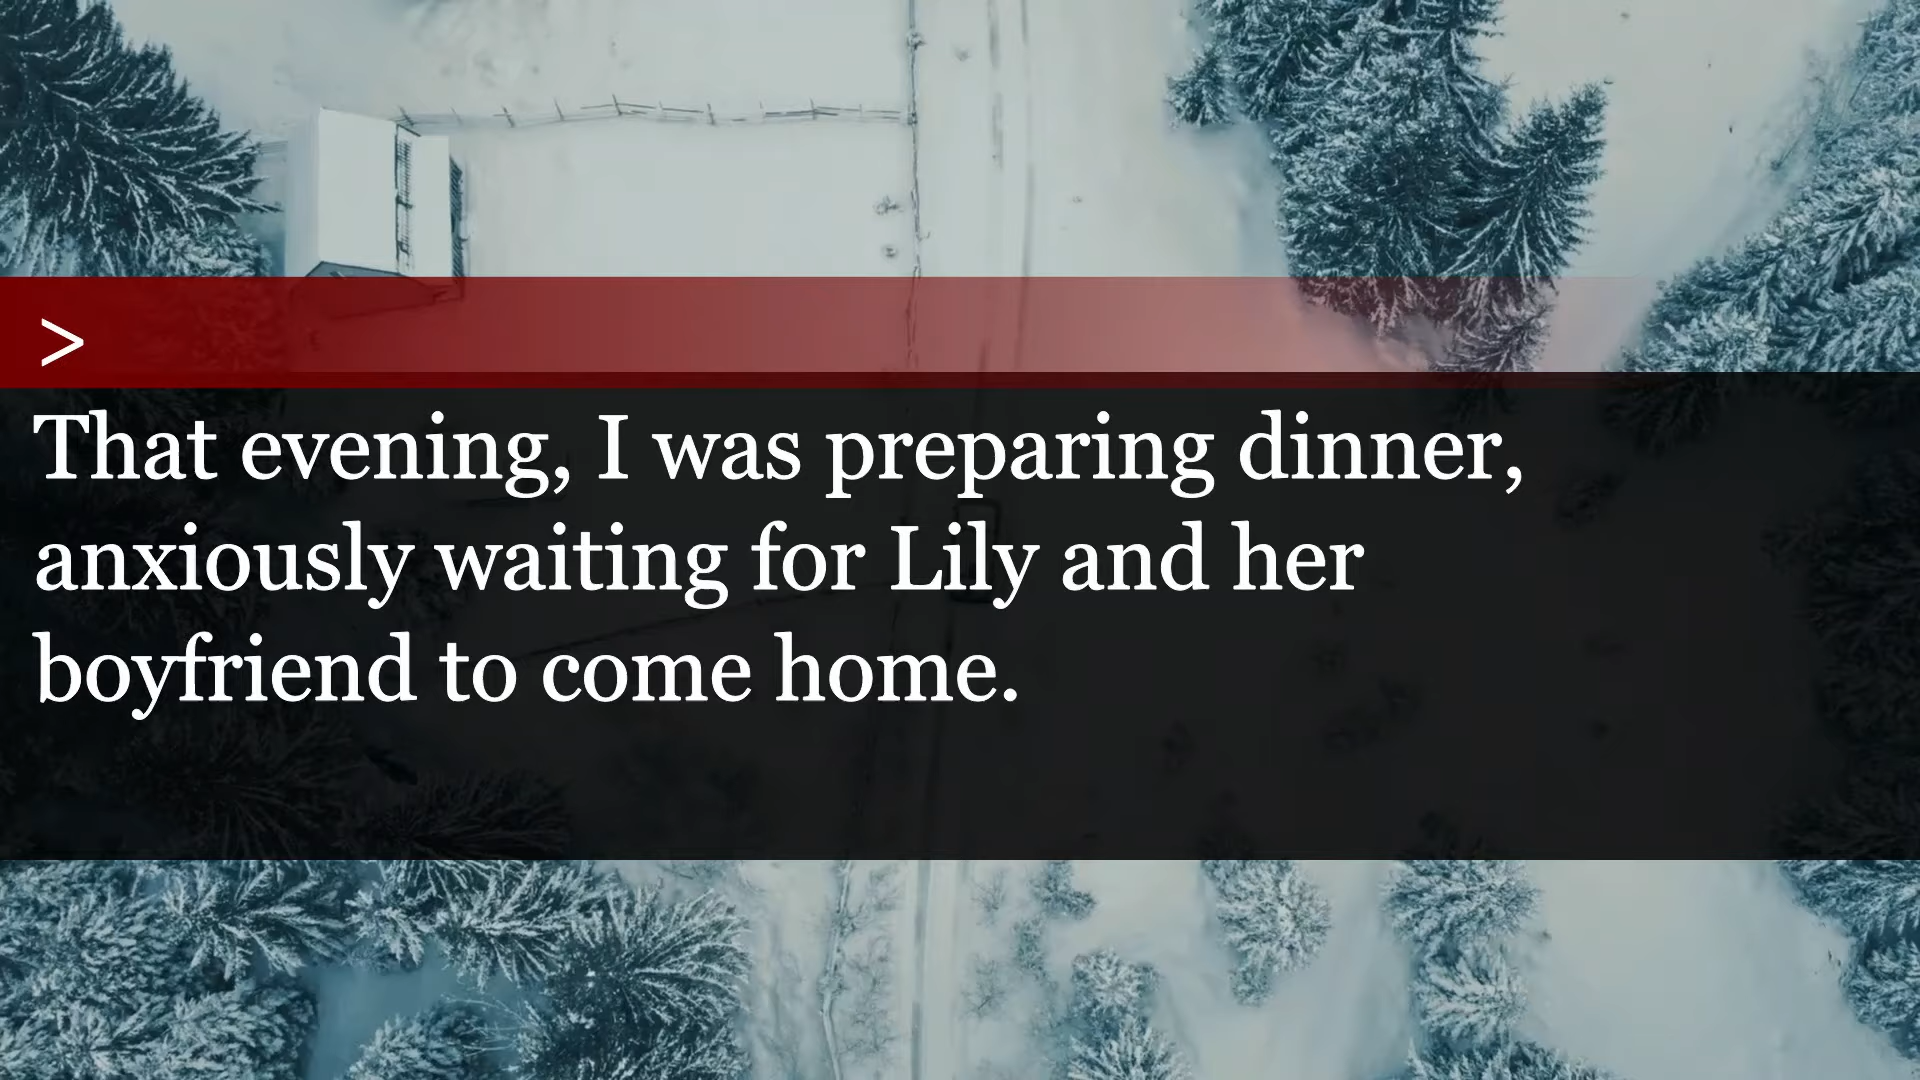 >
That evening, I was preparing dinner,
anxiously waiting for Lily and her
boyfriend to come home.